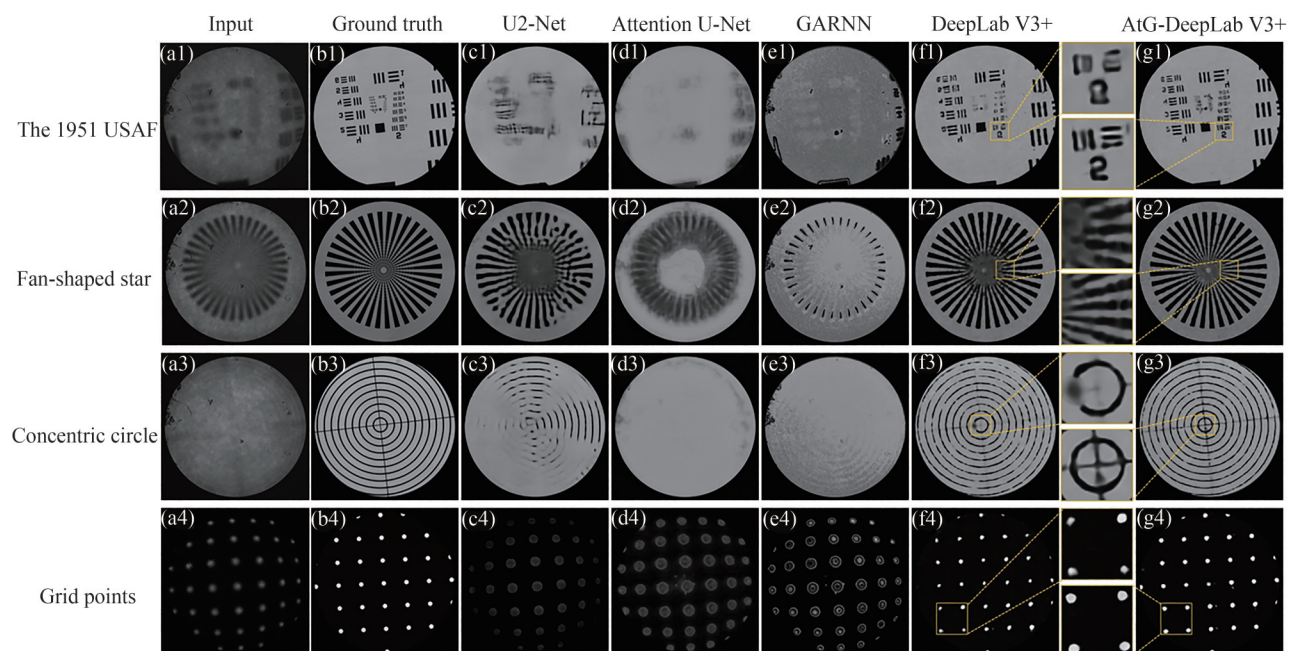 Input Ground truth U2-Net Attention U-Net GARNN DeepLab V3+ AtG-DeepLab V3+
The 1951 USAF (a1) (b1) (c1) (d1) (e1) (f1) (g1)
Fan-shaped star (a2) (b2) (c2) (d2) (e2) (f2) (g2)
Concentric circle (a3) (b3) (c3) (d3) (e3) (f3) (g3)
Grid points (a4) (b4) (c4) (d4) (e4) (f4) (g4)